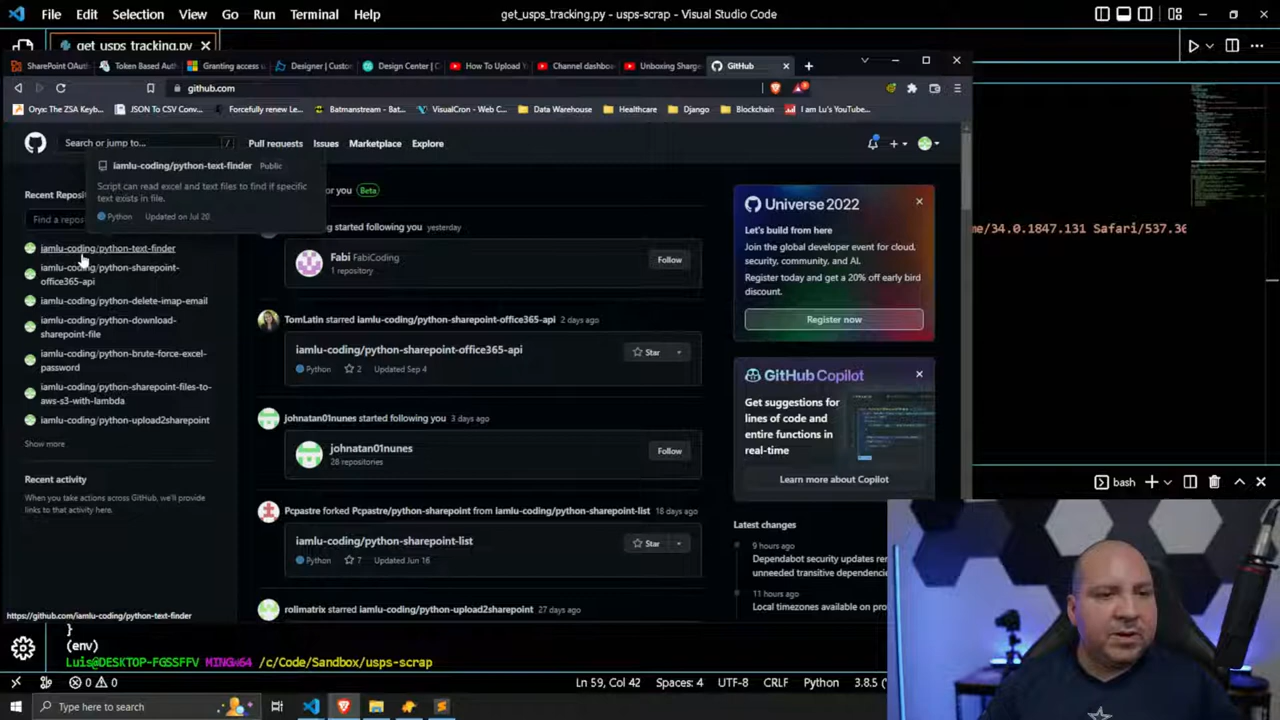 File Edit Selection View Go Run Terminal Help
get_usps_tracking.py - usps-scrap - Visual Studio Code
get_usps_tracking.py
SharePoint OAuth
Token Based Auth
Granting access
Designer | Custo
Design Center | C
How To Upload Y
Channel dashbo
Unboxing Sharge
GitHub
github.com
Oryx: The ZSA Keyb...
JSON To CSV Conv...
Forcefully renew Le...
Batmanstream - Bat...
VisualCron - Web C...
Data Warehouse
Healthcare
Django
Blockchain
I am Lu's YouTube...
Search or jump to...
/
Pull requests
Issues
Marketplace
Explore
iamlu-coding/python-text-finder Public
Script can read excel and text files to find if specific
text exists in file.
Python Updated on Jul 20
Recent Reposi
Find a repos
iamlu-coding/python-text-finder
iamlu-coding/python-sharepoint-
office365-api
iamlu-coding/python-delete-imap-email
iamlu-coding/python-download-
sharepoint-file
iamlu-coding/python-brute-force-excel-
password
iamlu-coding/python-sharepoint-files-to-
aws-s3-with-lambda
iamlu-coding/python-upload2sharepoint
Show more
Recent activity
When you take actions across GitHub, we'll provide
links to that activity here.
or you Beta
started following you yesterday
Fabi FabiCoding
1 repository
Follow
TomLatin starred iamlu-coding/python-sharepoint-office365-api 2 days ago
iamlu-coding/python-sharepoint-office365-api
Star
Python 2 Updated Sep 4
johnatan01nunes started following you 3 days ago
johnatan01nunes
28 repositories
Follow
Pcpastre forked Pcpastre/python-sharepoint from iamlu-coding/python-sharepoint-list 18 days ago
iamlu-coding/python-sharepoint-list
Star
Python 7 Updated Jun 16
rolimatrix starred iamlu-coding/python-upload2sharepoint 27 days ago
Universe 2022
Let's build from here
Join the global developer event for cloud,
security, community, and AI.
Register today and get a 20% off early bird
discount.
Register now
GitHub Copilot
Get suggestions for
lines of code and
entire functions in
real-time
Learn more about Copilot
Latest changes
9 hours ago
Dependabot security updates
unneeded transitive dependencie
11 hours ago
Local timezones available on pro
me/34.0.1847.131 Safari/537.36
bash
https://github.com/iamlu-coding/python-text-finder
}
(env)
Luis@DESKTOP-FGSSFFV MINGW64 /c/Code/Sandbox/usps-scrap
0 0
Ln 59, Col 42 Spaces: 4 UTF-8 CRLF Python 3.8.5 ('
Type here to search